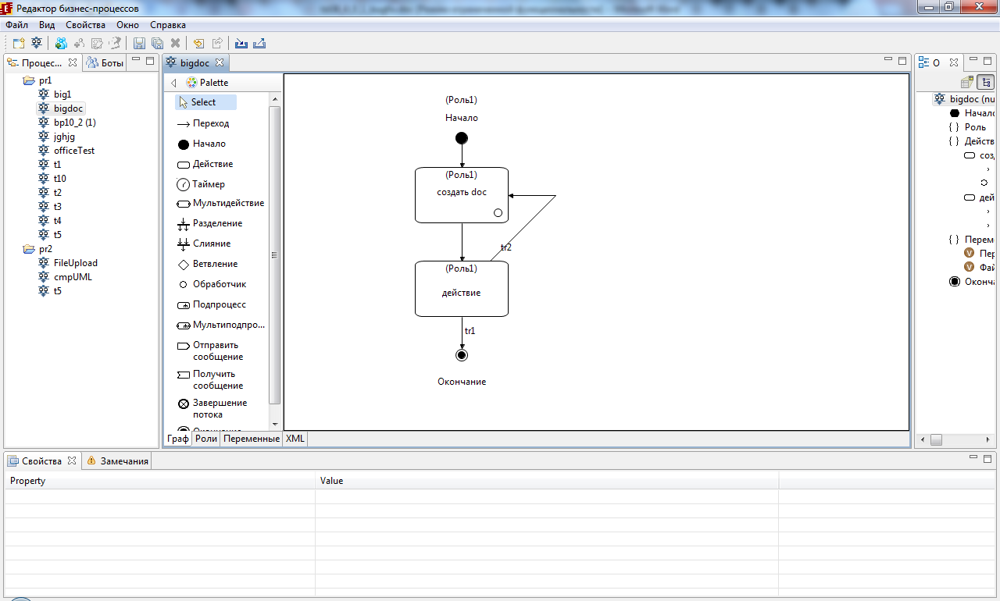 Редактор бизнес-процессов
Файл Вид Свойства Окно Справка
Процес... Боты
pr1
big1
bigdoc
bp10_2 (1)
jghjg
officeTest
t1
t10
t2
t3
t4
t5
pr2
FileUpload
cmpUML
t5
bigdoc
Palette
Select
Переход
Начало
Действие
Таймер
Мультидействие
Разделение
Слияние
Ветвление
Обработчик
Подпроцесс
Мультиподпро...
Отправить
сообщение
Получить
сообщение
Завершение
потока
Окончание
(Роль1)
Начало
(Роль1)
создать doc
tr2
(Роль1)
действие
tr1
Окончание
Граф Роли Переменные XML
О
bigdoc (nu
Начало
Роль
Действ
соз
дей
Перем
Пер
Фай
Оконча
Свойства Замечания
Property Value